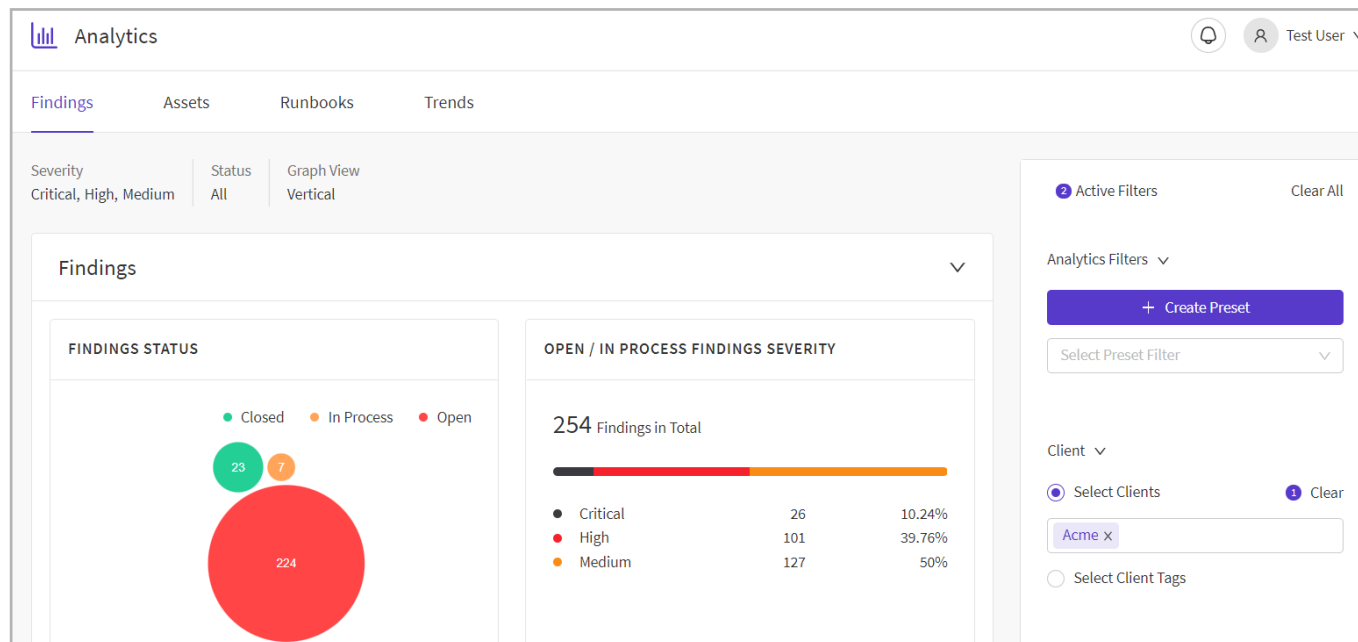 Analytics
Test User
Findings Assets Runbooks Trends
Severity Status Graph View
Critical, High, Medium All Vertical
2 Active Filters Clear All
Findings
Analytics Filters
+ Create Preset
Select Preset Filter
FINDINGS STATUS
Closed In Process Open
23 7
224
OPEN / IN PROCESS FINDINGS SEVERITY
254 Findings in Total
Critical 26 10.24%
High 101 39.76%
Medium 127 50%
Client
Select Clients 1 Clear
Acme x
Select Client Tags